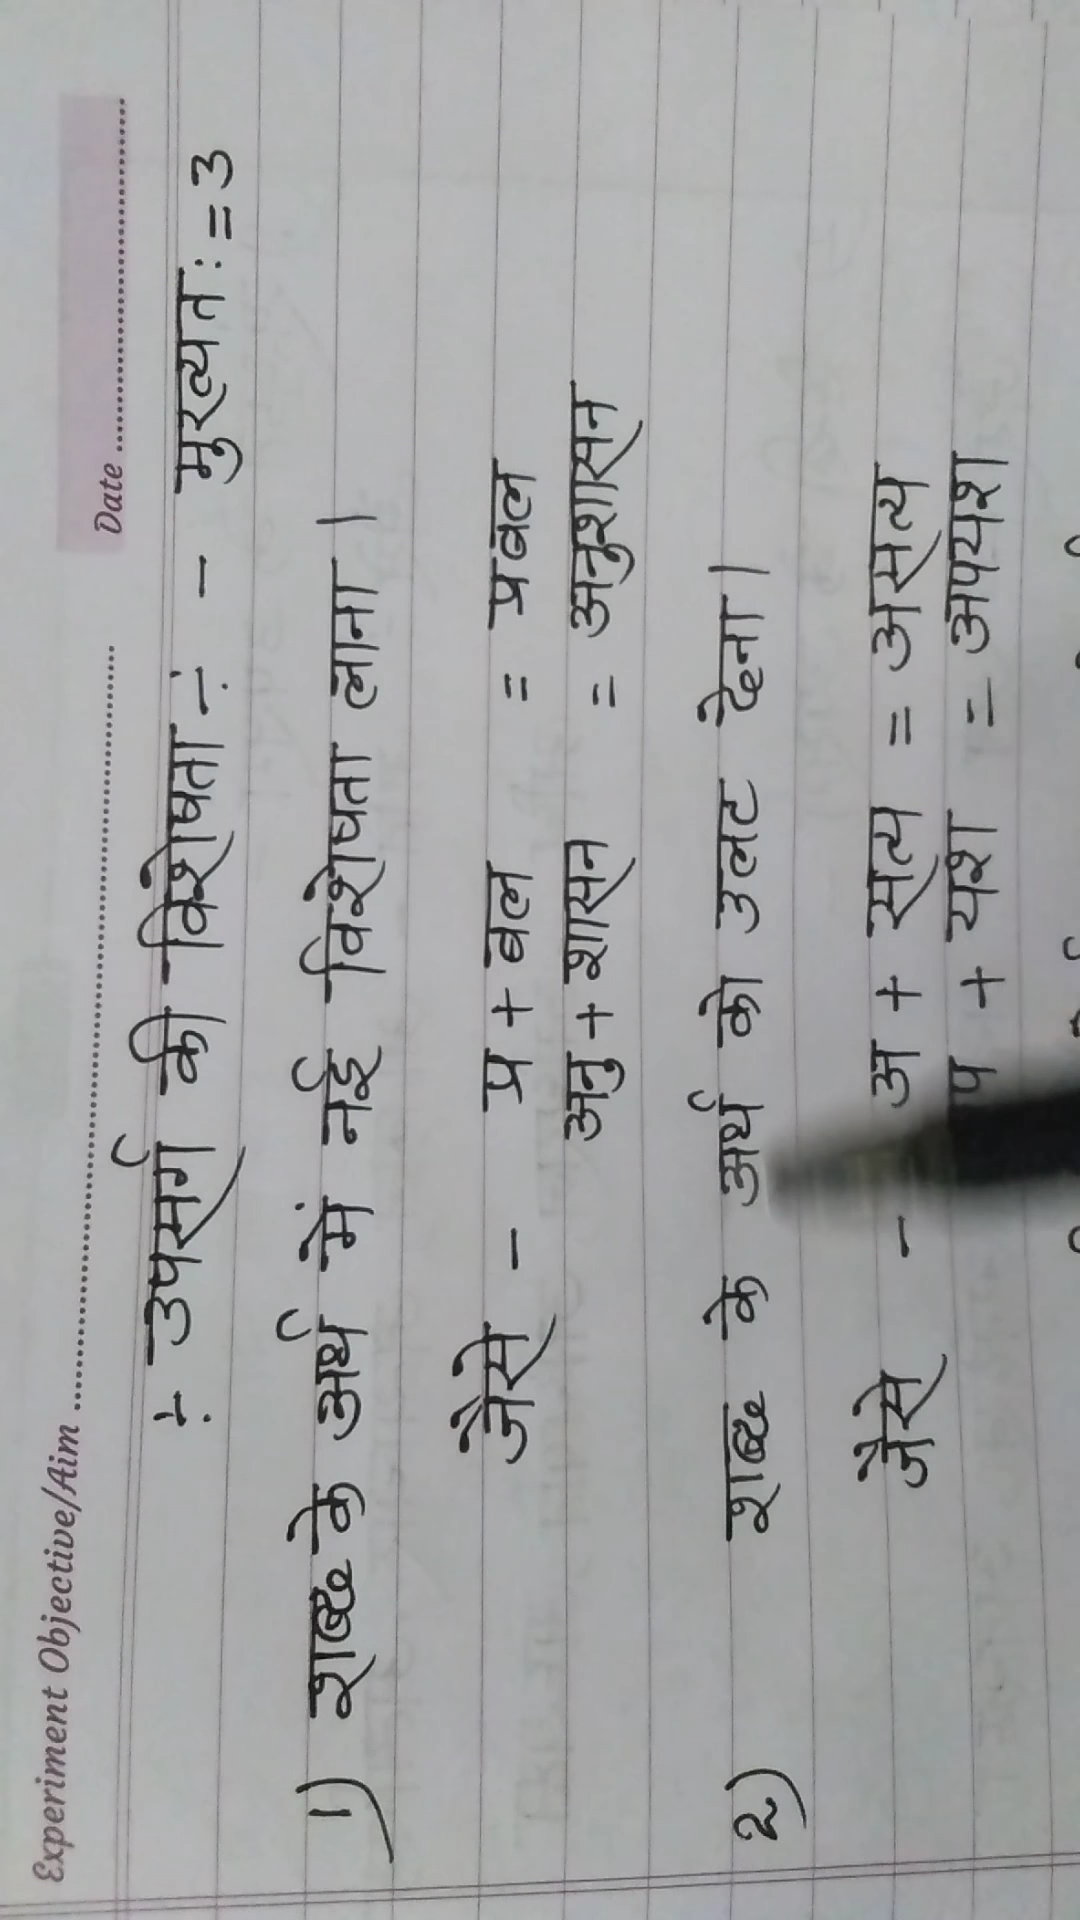 Experiment Objective/Aim ........................ Date ........................
÷ उपसर्ग की विशेषता ÷ - मुख्यतः = 3
1) शब्द के अर्थ में नई विशेषता लाना |
जैसे - प्र + बल = प्रबल
अनु + शासन = अनुशासन
2) शब्द के अर्थ को उलट देना |
जैसे - अ + सत्य = असत्य
प + यश = अपयश